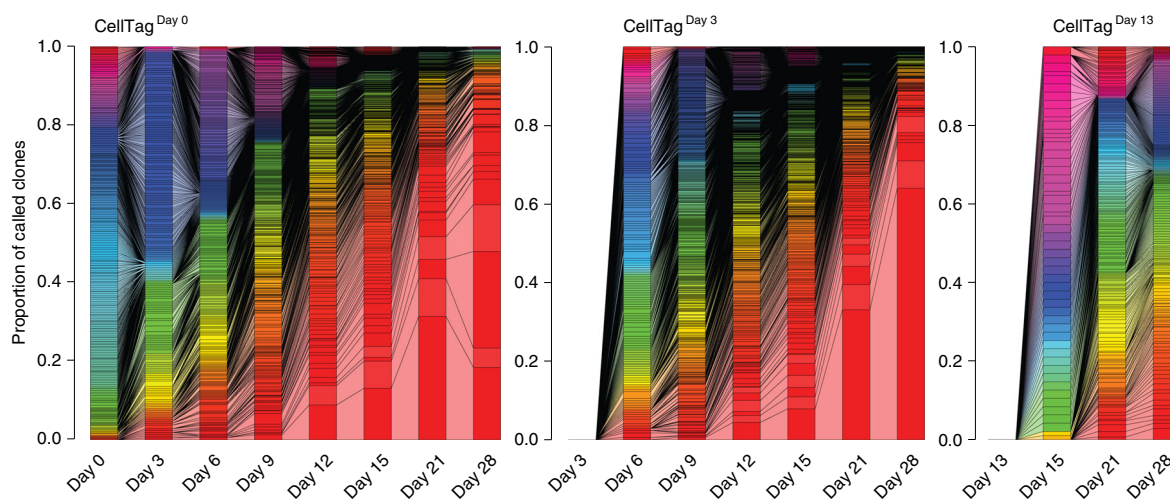 CellTag Day 0
CellTag Day 3
CellTag Day 13
Proportion of called clones
1.0
0.8
0.6
0.4
0.2
0.0
Day 0
Day 3
Day 6
Day 9
Day 12
Day 15
Day 21
Day 28
1.0
0.8
0.6
0.4
0.2
0.0
Day 3
Day 6
Day 9
Day 12
Day 15
Day 21
Day 28
1.0
0.8
0.6
0.4
0.2
0.0
Day 13
Day 15
Day 21
Day 28